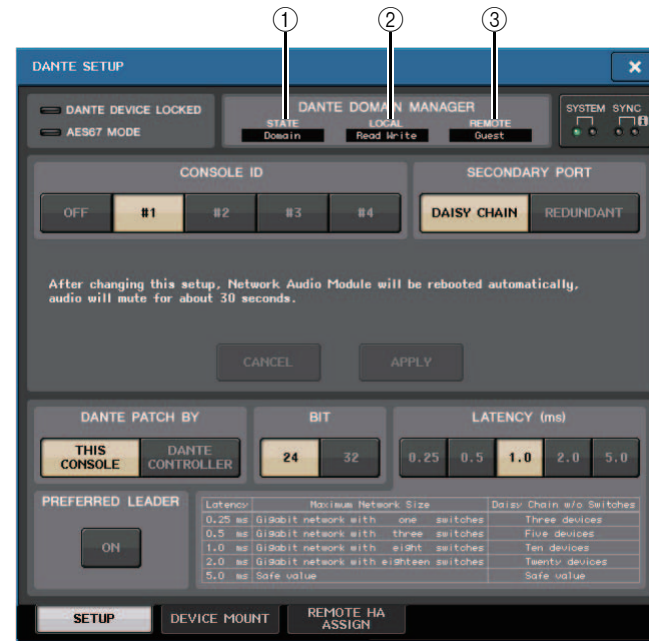 ① ② ③
DANTE SETUP
DANTE DEVICE LOCKED
AES67 MODE
DANTE DOMAIN MANAGER
STATE LOCAL REMOTE
Domain Read Write Guest
SYSTEM SYNC
CONSOLE ID
OFF #1 #2 #3 #4
SECONDARY PORT
DAISY CHAIN REDUNDANT
After changing this setup, Network Audio Module will be rebooted automatically,
audio will mute for about 30 seconds.
CANCEL APPLY
DANTE PATCH BY
THIS CONSOLE DANTE CONTROLLER
BIT
24 32
LATENCY (ms)
0.25 0.5 1.0 2.0 5.0
PREFERRED LEADER
ON
Latency Maximum Network Size Daisy Chain w/o Switches
0.25 ms Gigabit network with one switches Three devices
0.5 ms Gigabit network with three switches Five devices
1.0 ms Gigabit network with eight switches Ten devices
2.0 ms Gigabit network with eighteen switches Twenty devices
5.0 ms Safe value Safe value
SETUP DEVICE MOUNT REMOTE HA ASSIGN